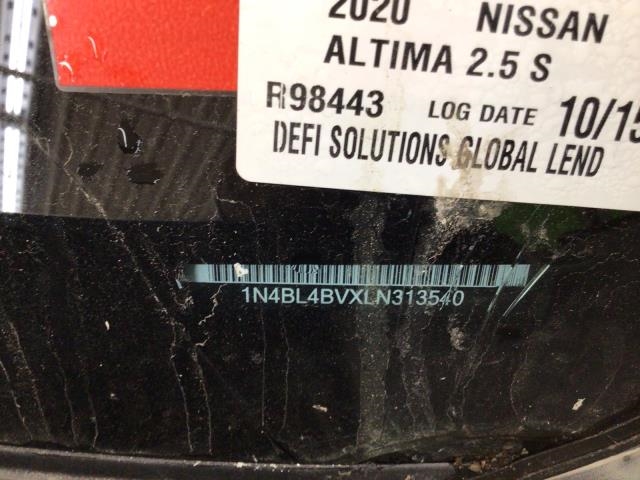 2020 NISSAN
ALTIMA 2.5 S
R98443 LOG DATE 10/15
DEFI SOLUTIONS GLOBAL LEND
1N4BL4BVXLN313540